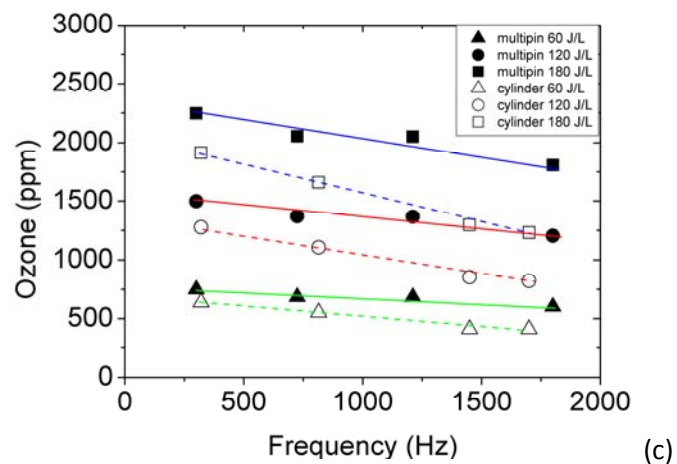 3000
2500
2000
1500
1000
500
0
Ozone (ppm)
multipin 60 J/L
multipin 120 J/L
multipin 180 J/L
cylinder 60 J/L
cylinder 120 J/L
cylinder 180 J/L
0 500 1000 1500 2000
Frequency (Hz)
(c)